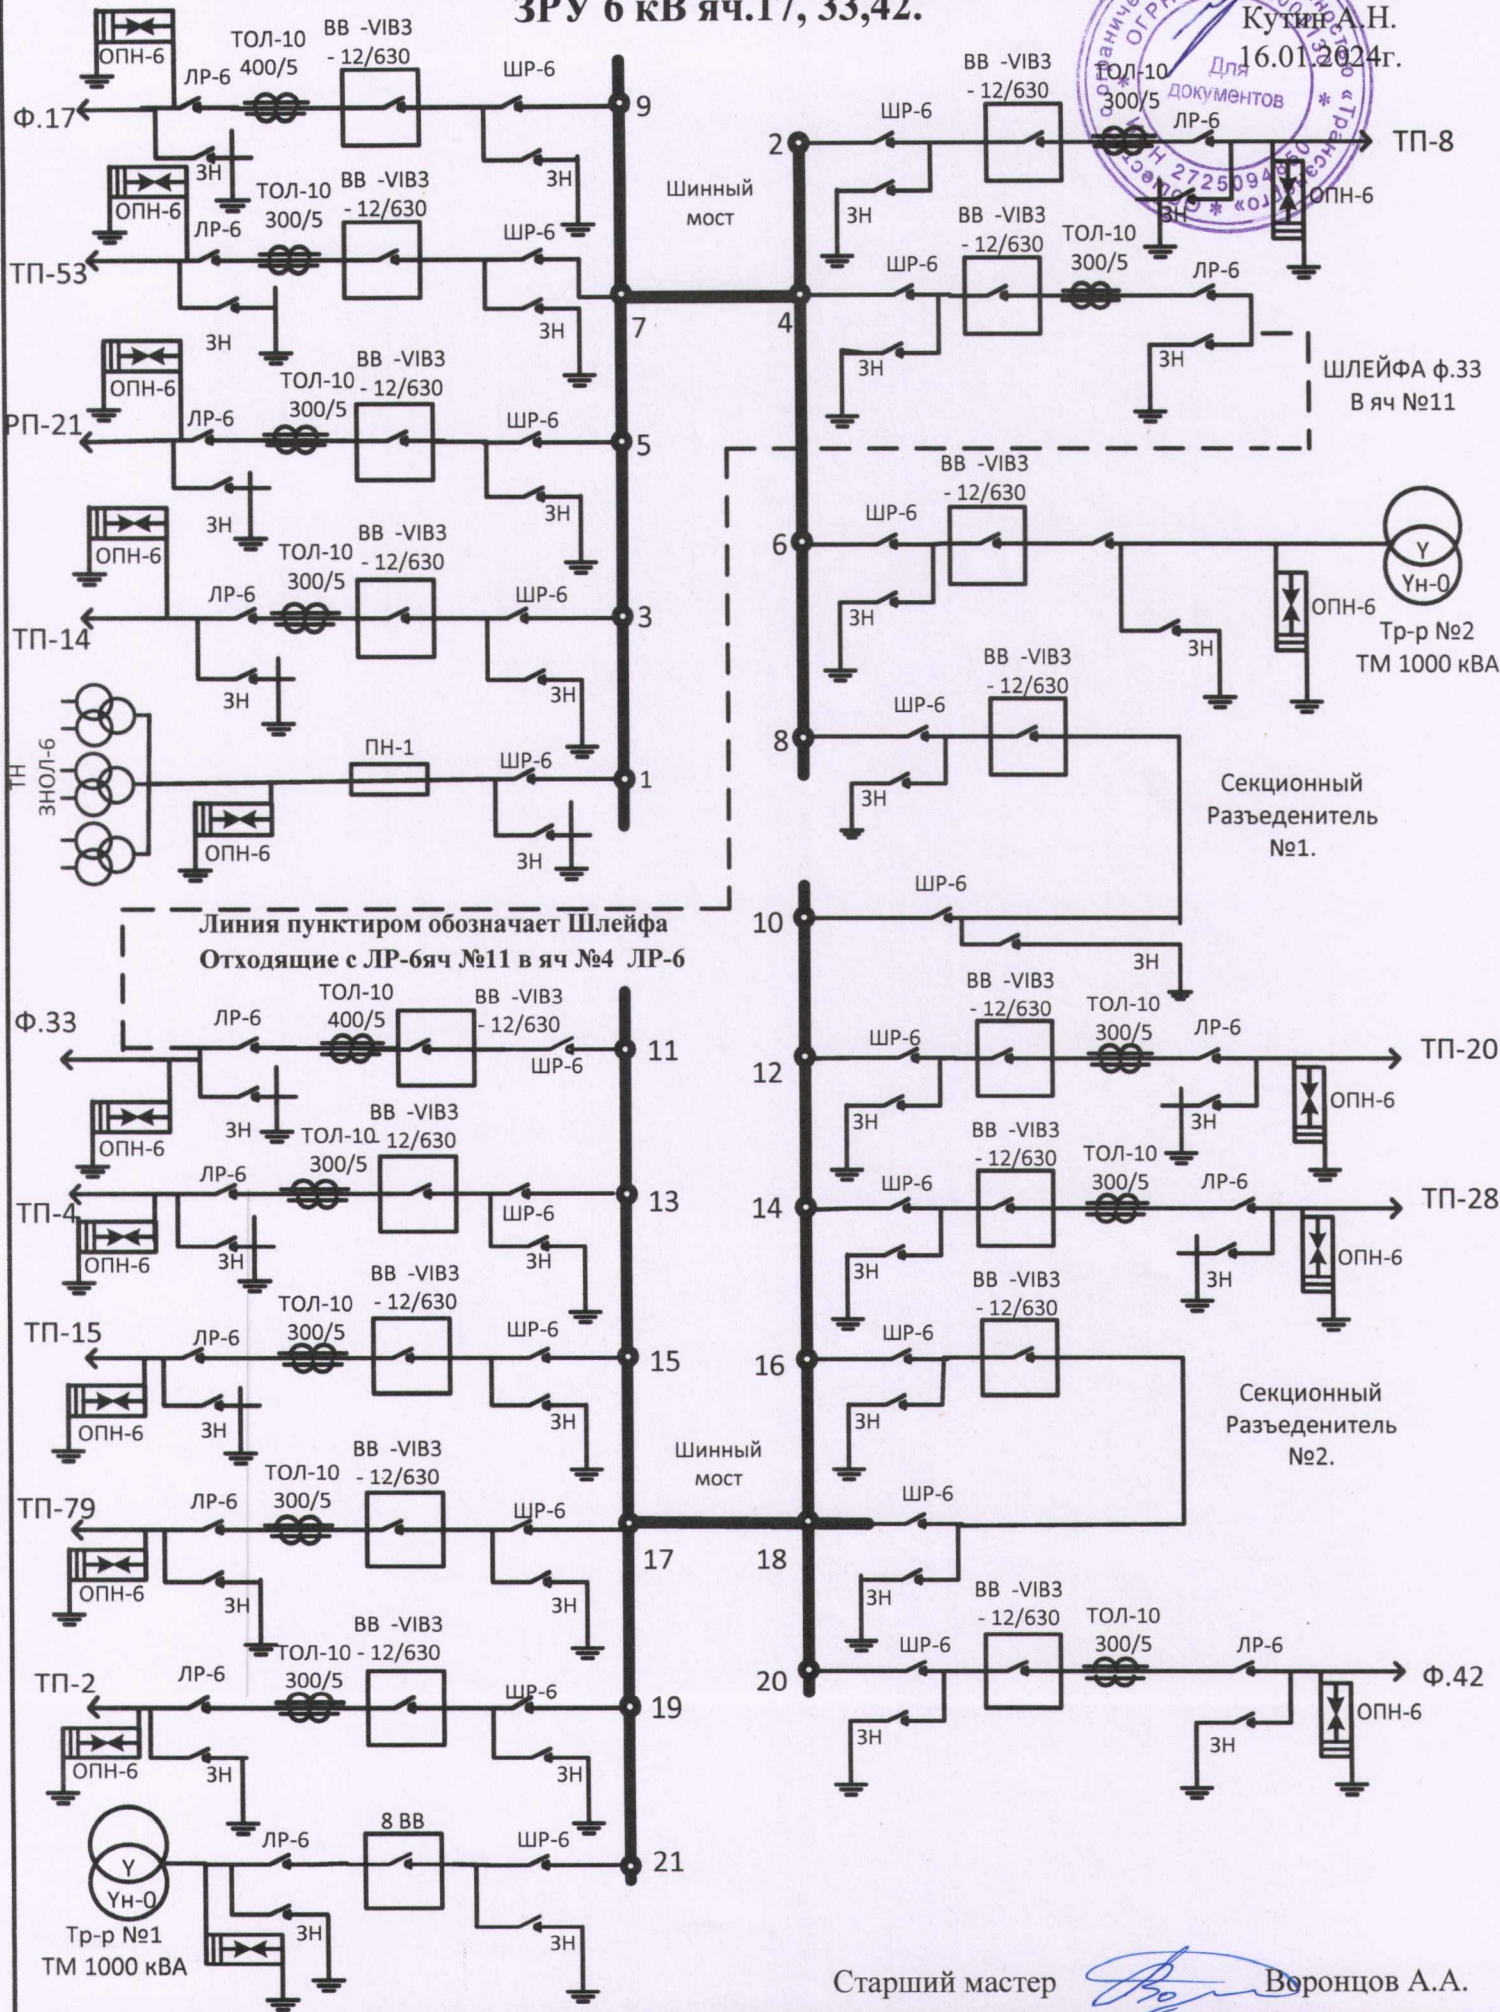 ЗРУ 6 кВ яч.17, 33,42.
Кутин А.Н.
16.01.2024г.
Для
документов
ОПН-6
Ф.17
ЛР-6
ТОЛ-10
400/5
ВВ -VIВ3
- 12/630
ШР-6
9
ЗН
ЗН
ОПН-6
ТП-53
ЛР-6
ТОЛ-10
300/5
ВВ -VIВ3
- 12/630
ШР-6
7
ЗН
ЗН
ОПН-6
РП-21
ЛР-6
ТОЛ-10
300/5
ВВ -VIВ3
- 12/630
ШР-6
5
ЗН
ЗН
ОПН-6
ТП-14
ЛР-6
ТОЛ-10
300/5
ВВ -VIВ3
- 12/630
ШР-6
3
ЗН
ЗН
ТН
ЗНОЛ-6
ОПН-6
ПН-1
ШР-6
1
ЗН
Шинный
мост
2
ШР-6
ВВ -VIВ3
- 12/630
ТОЛ-10
300/5
ЛР-6
ТП-8
ЗН
ЗН
ОПН-6
4
ШР-6
ВВ -VIВ3
- 12/630
ТОЛ-10
300/5
ЛР-6
ЗН
ЗН
ШЛЕЙФА ф.33
В яч №11
6
ШР-6
ВВ -VIВ3
- 12/630
ЗН
ЗН
ОПН-6
Y
Yн-0
Тр-р №2
ТМ 1000 кВА
8
ШР-6
ВВ -VIВ3
- 12/630
ЗН
Секционный
Разъеденитель
№1.
10
ШР-6
ЗН
Линия пунктиром обозначает Шлейфа
Отходящие с ЛР-6яч №11 в яч №4 ЛР-6
Ф.33
ЛР-6
ТОЛ-10
400/5
ВВ -VIВ3
- 12/630
ШР-6
11
ЗН
ОПН-6
ТП-4
ЛР-6
ТОЛ-10
300/5
ВВ -VIВ3
- 12/630
ШР-6
13
ЗН
ЗН
ОПН-6
ТП-15
ЛР-6
ТОЛ-10
300/5
ВВ -VIВ3
- 12/630
ШР-6
15
ЗН
ЗН
ОПН-6
ТП-79
ЛР-6
ТОЛ-10
300/5
ВВ -VIВ3
- 12/630
ШР-6
17
ЗН
ЗН
ОПН-6
ТП-2
ЛР-6
ТОЛ-10
300/5
ВВ -VIВ3
- 12/630
ШР-6
19
ЗН
ЗН
ОПН-6
Y
Yн-0
Тр-р №1
ТМ 1000 кВА
ЛР-6
8 ВВ
ШР-6
21
ЗН
ЗН
Шинный
мост
12
ШР-6
ВВ -VIВ3
- 12/630
ТОЛ-10
300/5
ЛР-6
ТП-20
ЗН
ЗН
ОПН-6
14
ШР-6
ВВ -VIВ3
- 12/630
ТОЛ-10
300/5
ЛР-6
ТП-28
ЗН
ЗН
ОПН-6
16
ШР-6
ВВ -VIВ3
- 12/630
ЗН
Секционный
Разъеденитель
№2.
18
ШР-6
ЗН
20
ШР-6
ВВ -VIВ3
- 12/630
ТОЛ-10
300/5
ЛР-6
Ф.42
ЗН
ЗН
ОПН-6
Старший мастер
Воронцов А.А.